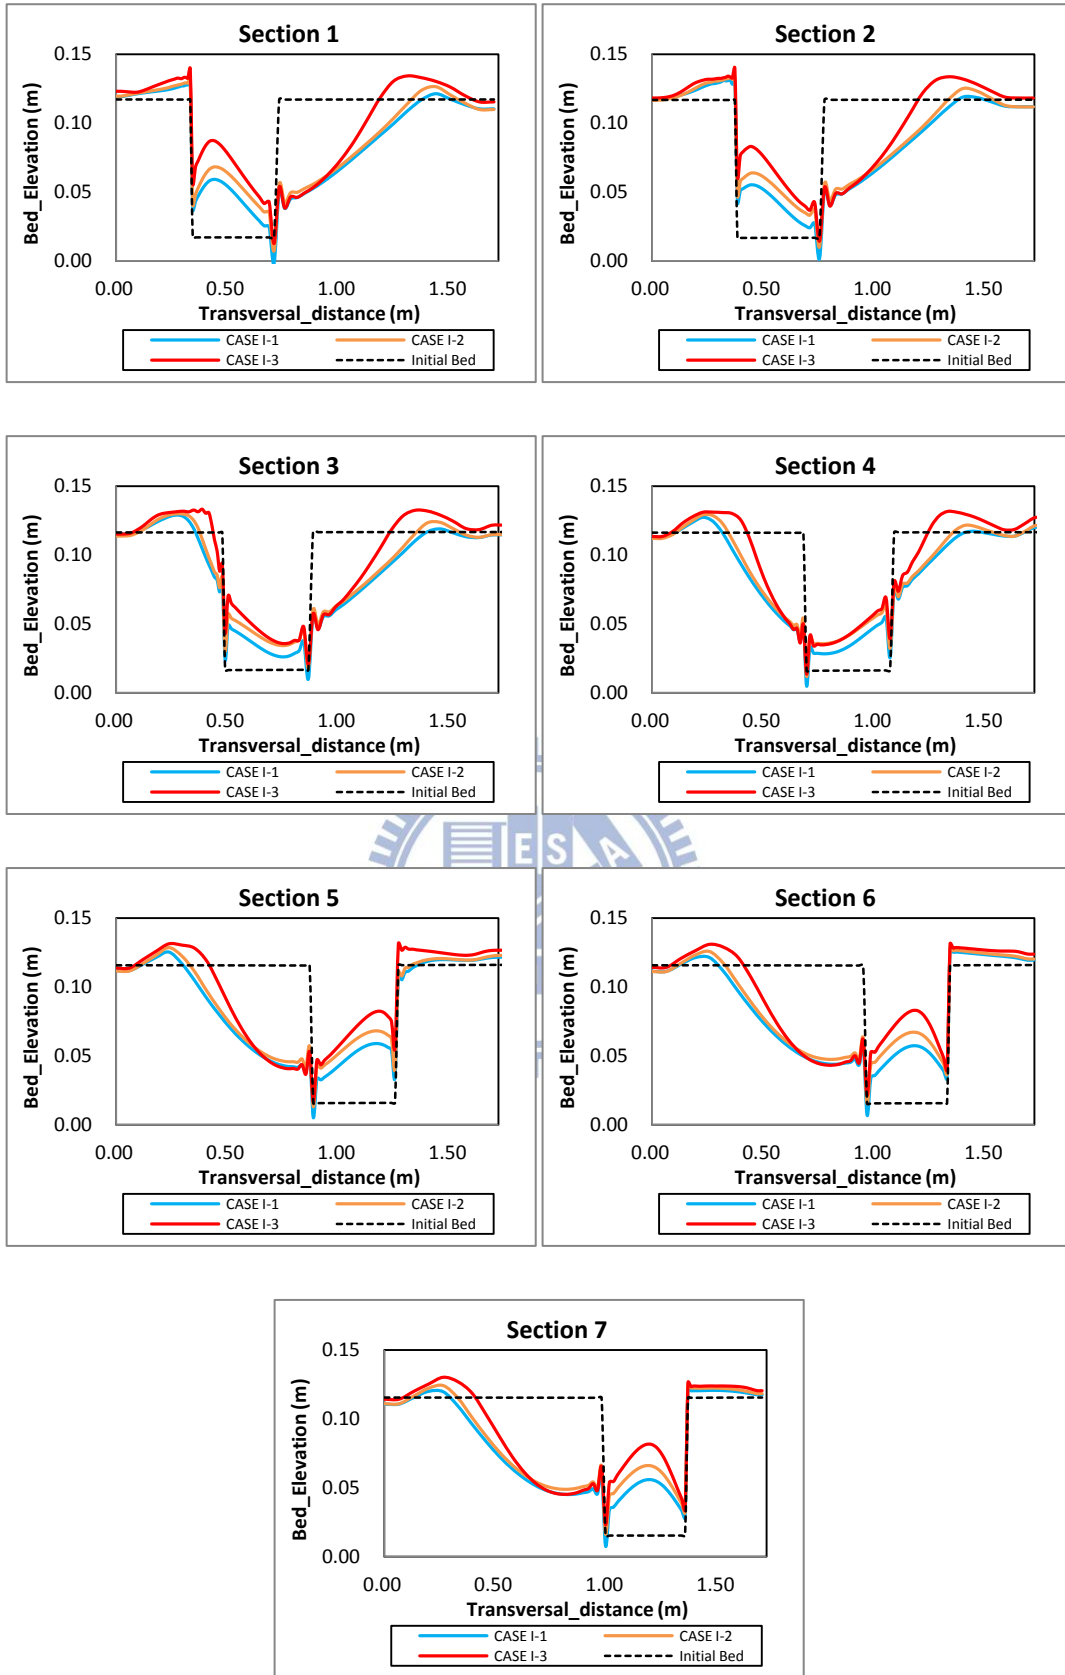 Section 1
Bed_Elevation (m)
0.15
0.10
0.05
0.00
0.00 0.50 1.00 1.50
Transversal_distance (m)
CASE I-1 CASE I-2
CASE I-3 Initial Bed
Section 2
Bed_Elevation (m)
0.15
0.10
0.05
0.00
0.00 0.50 1.00 1.50
Transversal_distance (m)
CASE I-1 CASE I-2
CASE I-3 Initial Bed
Section 3
Bed_Elevation (m)
0.15
0.10
0.05
0.00
0.00 0.50 1.00 1.50
Transversal_distance (m)
CASE I-1 CASE I-2
CASE I-3 Initial Bed
Section 4
Bed_Elevation (m)
0.15
0.10
0.05
0.00
0.00 0.50 1.00 1.50
Transversal_distance (m)
CASE I-1 CASE I-2
CASE I-3 Initial Bed
E S A
Section 5
Bed_Elevation (m)
0.15
0.10
0.05
0.00
0.00 0.50 1.00 1.50
Transversal_distance (m)
CASE I-1 CASE I-2
CASE I-3 Initial Bed
Section 6
Bed_Elevation (m)
0.15
0.10
0.05
0.00
0.00 0.50 1.00 1.50
Transversal_distance (m)
CASE I-1 CASE I-2
CASE I-3 Initial Bed
Section 7
Bed_Elevation (m)
0.15
0.10
0.05
0.00
0.00 0.50 1.00 1.50
Transversal_distance (m)
CASE I-1 CASE I-2
CASE I-3 Initial Bed